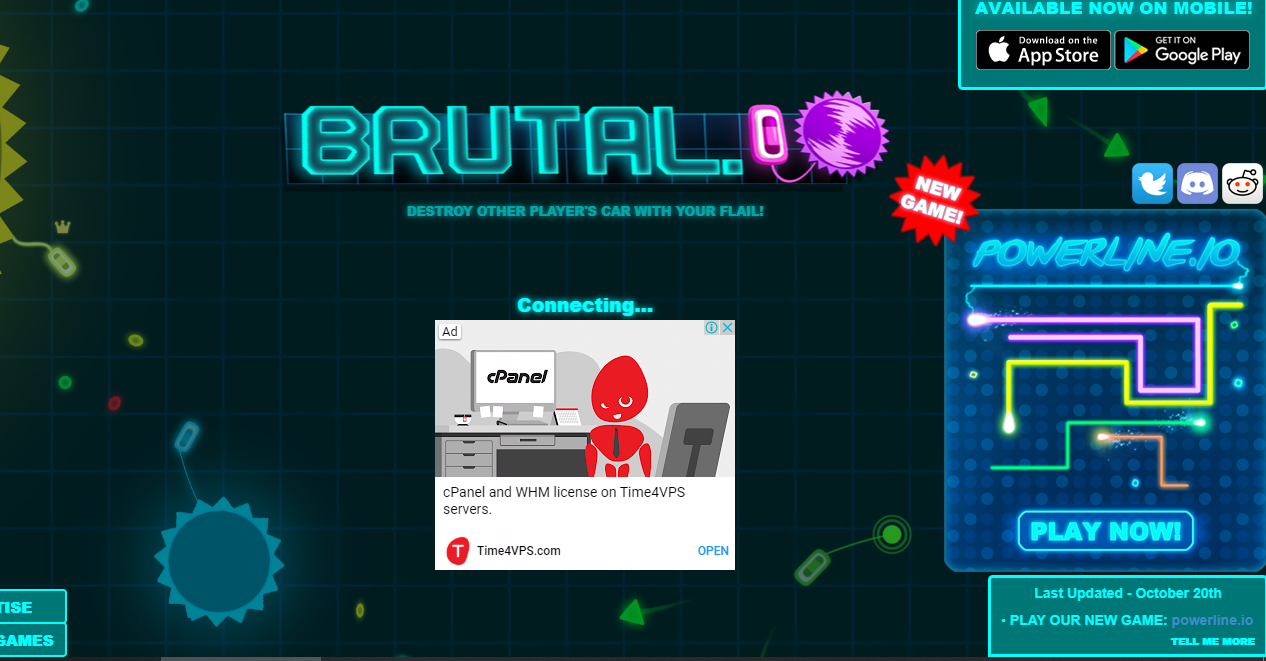 AVAILABLE NOW ON MOBILE!
Download on the
App Store
GET IT ON
Google Play
BRUTAL.
DESTROY OTHER PLAYER'S CAR WITH YOUR FLAIL!
NEW
GAME!
POWERLINE.IO
Connecting...
Ad
cPanel
cPanel and WHM license on Time4VPS
servers.
T
Time4VPS.com
OPEN
PLAY NOW!
TISE
GAMES
Last Updated - October 20th
• PLAY OUR NEW GAME: powerline.io
TELL ME MORE